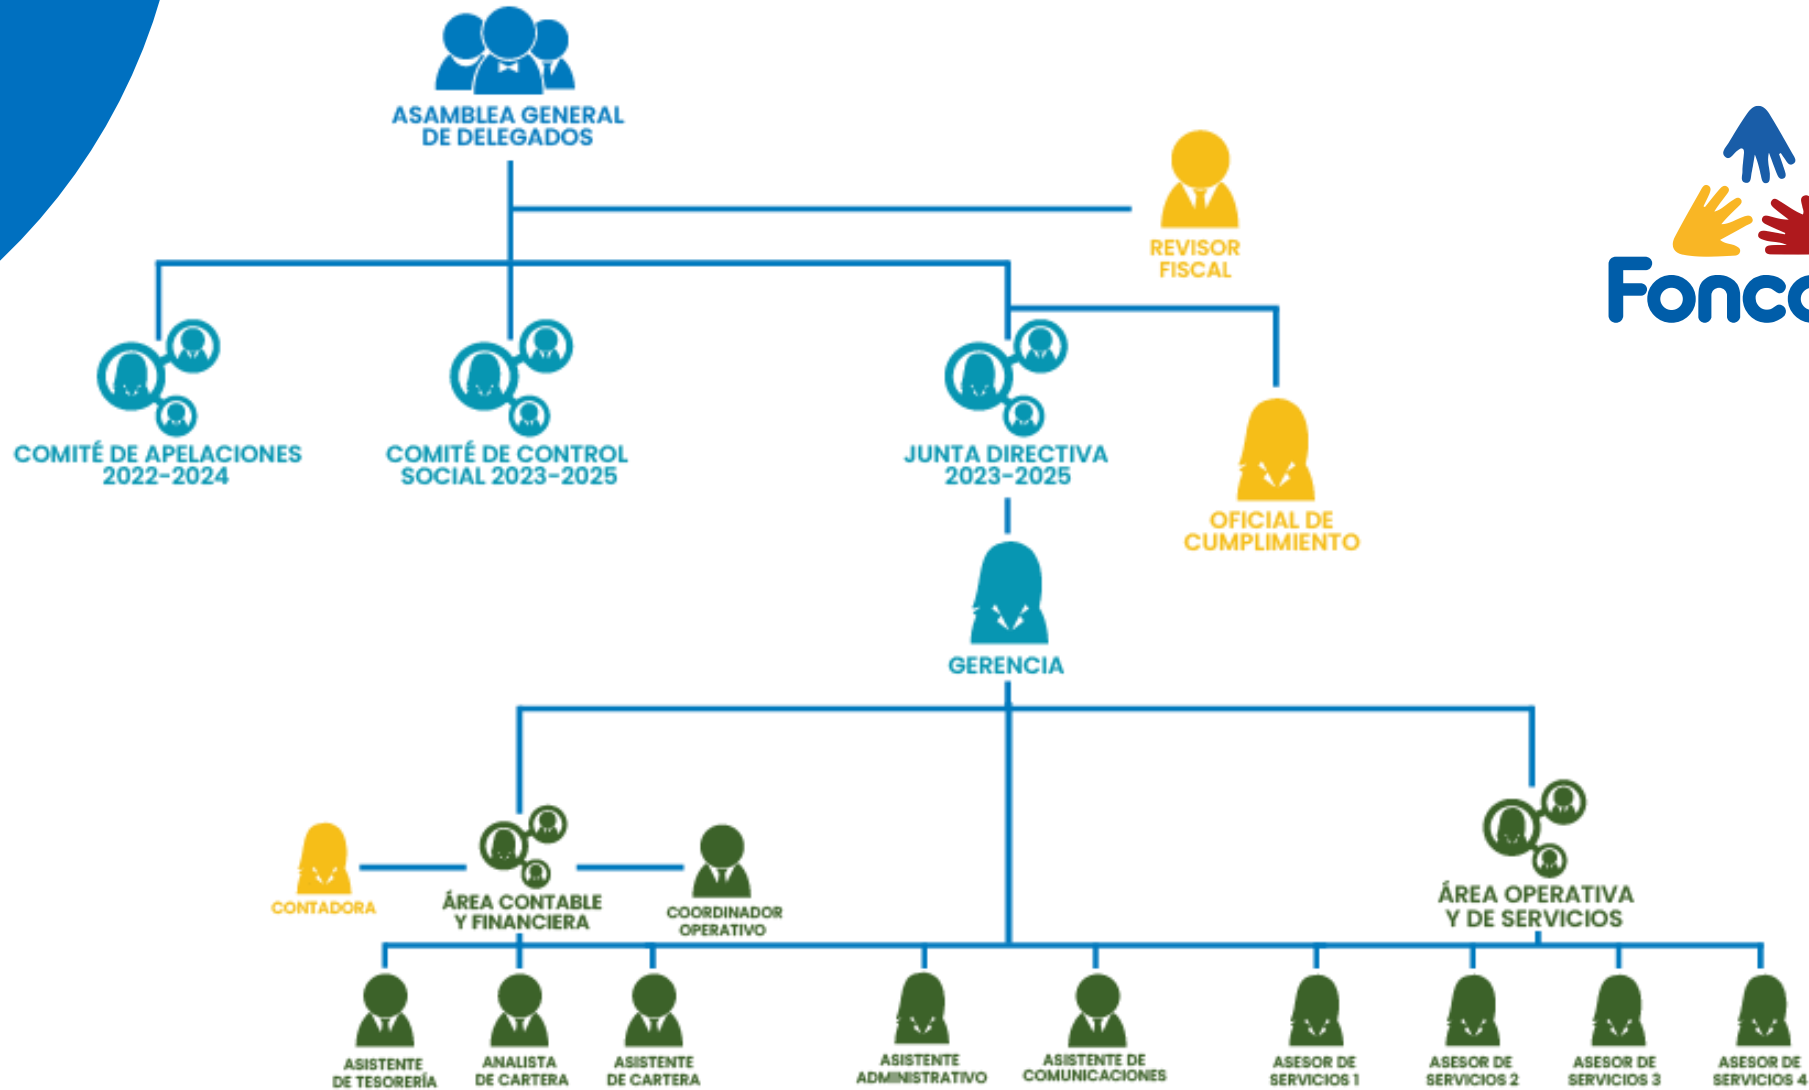 ASAMBLEA GENERAL
DE DELEGADOS
REVISOR
FISCAL
COMITÉ DE APELACIONES
2022-2024
COMITÉ DE CONTROL
SOCIAL 2023-2025
JUNTA DIRECTIVA
2023-2025
OFICIAL DE
CUMPLIMIENTO
GERENCIA
CONTADORA
ÁREA CONTABLE
Y FINANCIERA
COORDINADOR
OPERATIVO
ÁREA OPERATIVA
Y DE SERVICIOS
ASISTENTE
DE TESORERÍA
ANALISTA
DE CARTERA
ASISTENTE
DE CARTERA
ASISTENTE
ADMINISTRATIVO
ASISTENTE DE
COMUNICACIONES
ASESOR DE
SERVICIOS 1
ASESOR DE
SERVICIOS 2
ASESOR DE
SERVICIOS 3
ASESOR DE
SERVICIOS 4